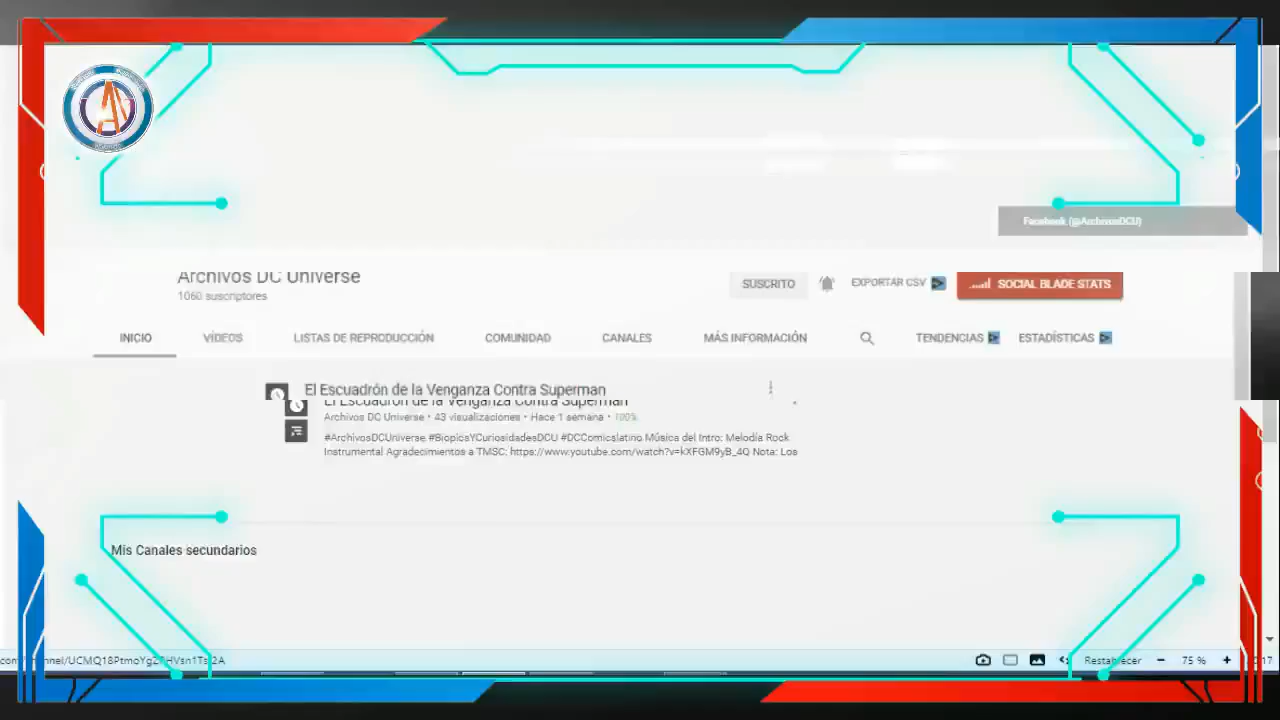 Facebook (@ArchivosDCU)
Archivos DC Universe
1060 suscriptores
SUSCRITO
EXPORTAR CSV
SOCIAL BLADE STATS
INICIO
VÍDEOS
LISTAS DE REPRODUCCIÓN
COMUNIDAD
CANALES
MÁS INFORMACIÓN
TENDENCIAS
ESTADÍSTICAS
El Escuadrón de la Venganza Contra Superman
El Escuadrón de la Venganza Contra Superman
Archivos DC Universe • 43 visualizaciones • Hace 1 semana • 100%
#ArchivosDCUniverse #BiopicsYCuriosidadesDCU #DCComicslatino Música del Intro: Melodía Rock
Instrumental Agradecimientos a TMSC: https://www.youtube.com/watch?v=kXFGM9yB_4Q Nota: Los
Mis Canales secundarios
Restablecer
75 %